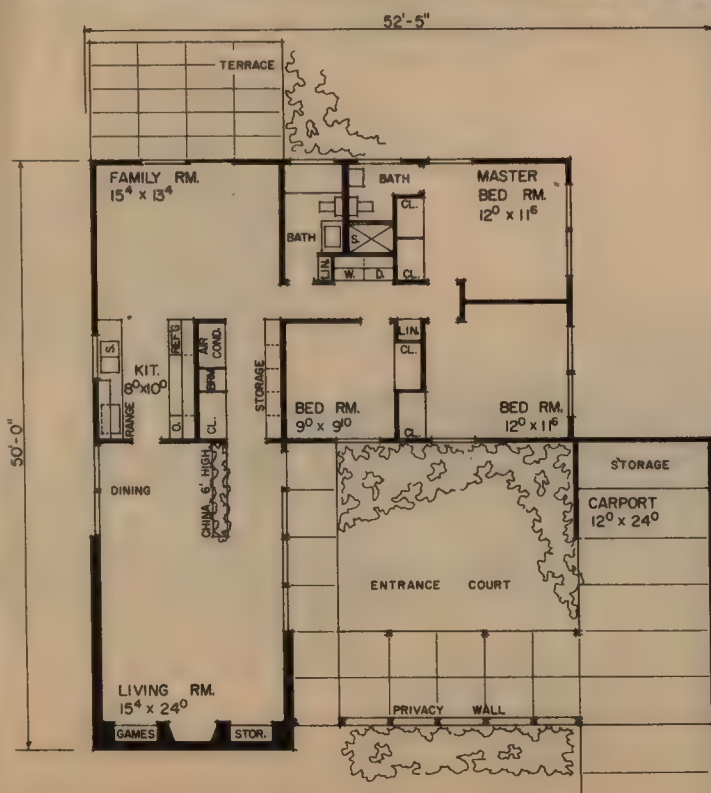 52'-5"
TERRACE
FAMILY RM.
15⁴ x 13⁴
BATH
MASTER
BED RM.
12⁰ x 11⁶
CL.
BATH
S.
LIN.
W. D.
CL.
REF'G
AIR
COND.
LIN.
S.
KIT.
8⁰x10⁰
STORAGE
CL.
BRM.
RANGE
O.
CL.
BED RM.
9⁰ x 9¹⁰
CL.
BED RM.
12⁰ x 11⁶
50'-0"
CHINA 6' HIGH
DINING
STORAGE
CARPORT
12⁰ x 24⁰
ENTRANCE COURT
LIVING RM.
15⁴ x 24⁰
PRIVACY WALL
GAMES
STOR.